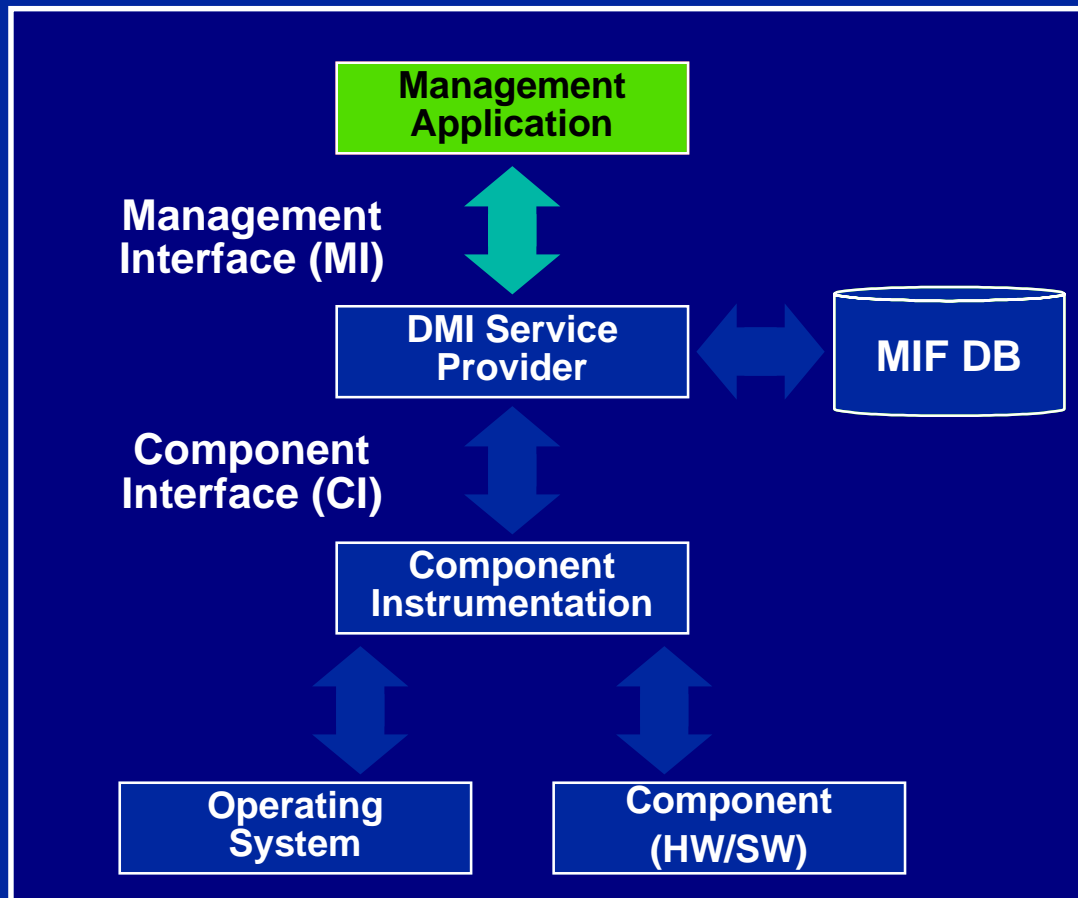 Management
Application
Management
Interface (MI)
DMI Service
Provider
MIF DB
Component
Interface (CI)
Component
Instrumentation
Operating
System
Component
(HW/SW)